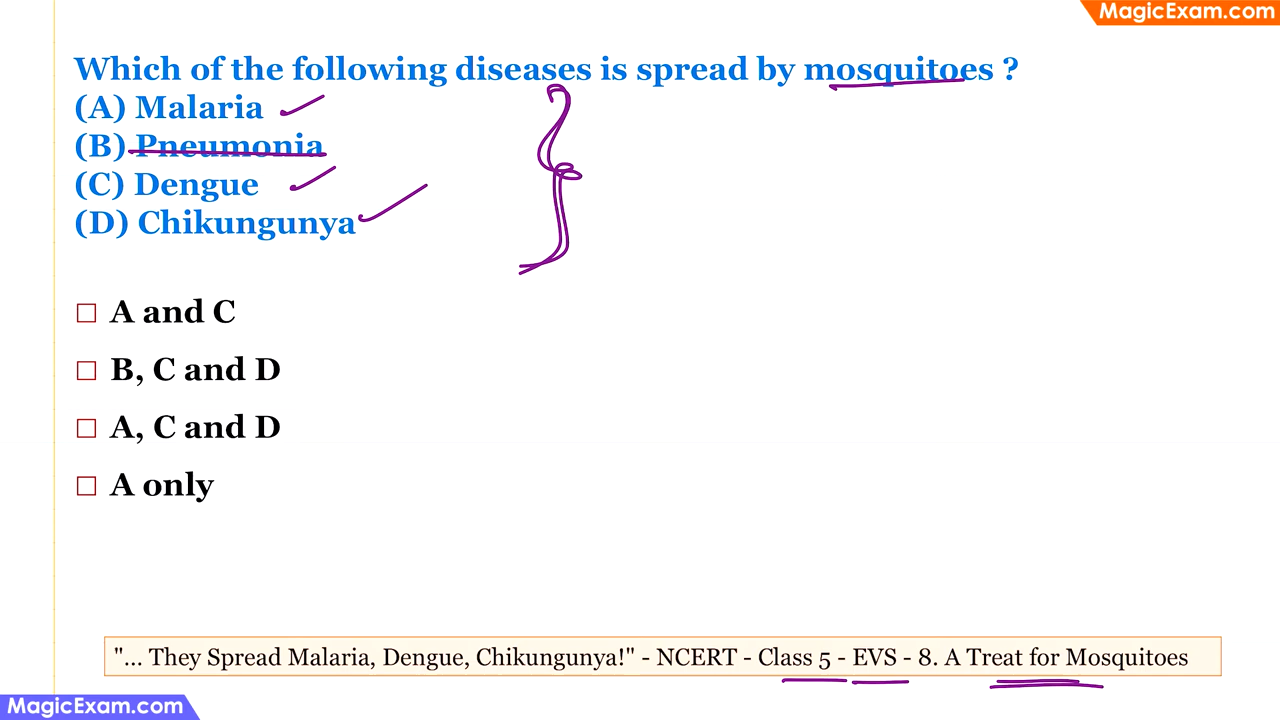 MagicExam.com
Which of the following diseases is spread by mosquitoes ?
(A) Malaria
(B) Pneumonia
(C) Dengue
(D) Chikungunya
A and C
B, C and D
A, C and D
A only
"... They Spread Malaria, Dengue, Chikungunya!" - NCERT - Class 5 - EVS - 8. A Treat for Mosquitoes
MagicExam.com